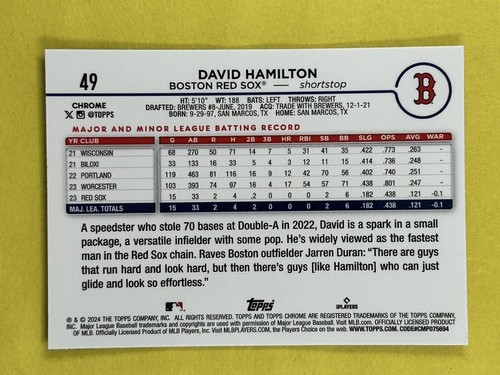 49
DAVID HAMILTON
BOSTON RED SOX® — shortstop
B
CHROME
@TOPPS
HT: 5'10" WT: 188 BATS: LEFT THROWS: RIGHT
DRAFTED: BREWERS #8-JUNE, 2019 ACQ: TRADE WITH BREWERS, 12-1-21
BORN: 9-29-97, SAN MARCOS, TX HOME: SAN MARCOS, TX
MAJOR AND MINOR LEAGUE BATTING RECORD
YR CLUB G AB R H 2B 3B HR RBI SB BB SO SLG OPS AVG WAR
21 WISCONSIN 68 270 50 71 14 7 5 31 41 35 .422 .773 .263 -
21 BILOXI 33 133 16 33 5 3 1 12 11 14 .364 .785 .248 -
22 PORTLAND 119 463 81 116 16 9 12 42 70 56 .402 .740 .251 -
23 WORCESTER 103 393 74 97 16 17 54 57 71 .438 .801 .247 -
23 RED SOX 15 33 2 4 2 0 0 0 2 6 .182 .438 .121 -0.1
MAJ. LEA. TOTALS 15 33 2 4 2 0 0 0 2 6 .182 .438 .121 -0.1
A speedster who stole 70 bases at Double-A in 2022, David is a spark in a small
package, a versatile infielder with some pop. He's widely viewed as the fastest
man in the Red Sox chain. Raves Boston outfielder Jarren Duran: "There are guys
that run hard and look hard, but then there's guys [like Hamilton] who can just
glide and look so effortless."
Topps
PLAYERS
® & © 2024 THE TOPPS COMPANY, INC. ALL RIGHTS RESERVED. TOPPS AND TOPPS CHROME ARE REGISTERED TRADEMARKS OF THE TOPPS COMPANY,
INC. Major League Baseball trademarks and copyrights are used with permission of Major League Baseball. Visit MLB.com. OFFICIALLY LICENSED PRODUCT
OF MLB Players, Inc. Visit MLBPLAYERS.com, the Players Choice on the web. WWW.TOPPS.COM. CODE#CMP075694